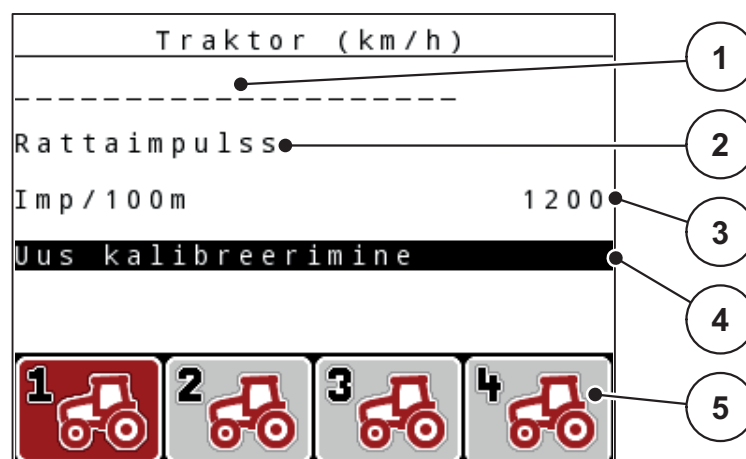 Traktor (km/h)
1
--------------------
Rattaimpulss
2
Imp/100m 1200
3
Uus kalibreerimine
4
1 2 3 4
5